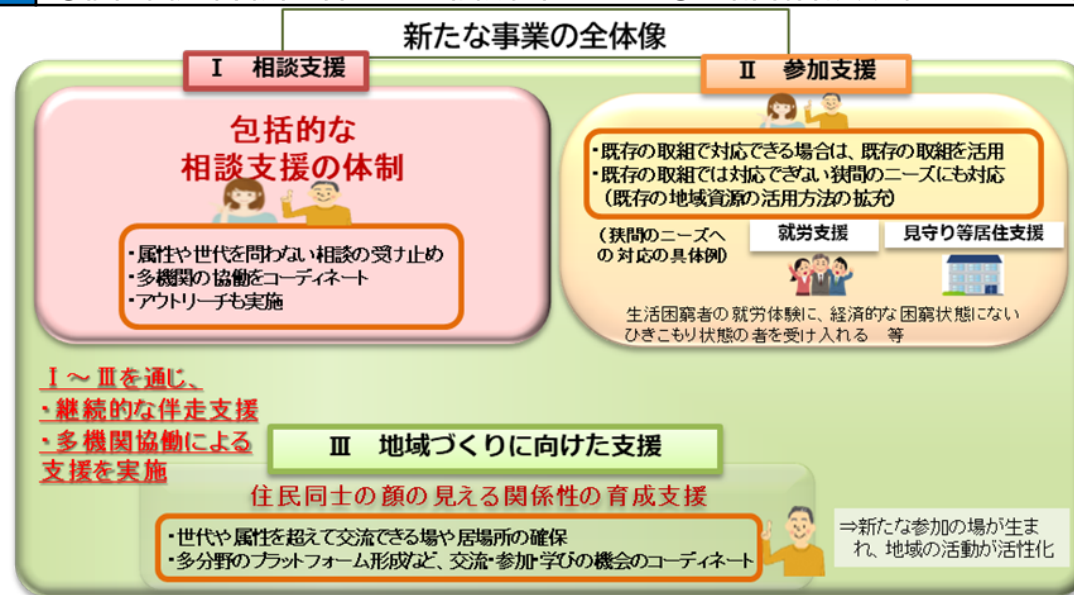 新たな事業の全体像
Ⅰ 相談支援
包括的な
相談支援の体制
・属性や世代を問わない相談の受け止め
・多機関の協働をコーディネート
・アウトリーチも実施
Ⅱ 参加支援
・既存の取組で対応できる場合は、既存の取組を活用
・既存の取組では対応できない狭間のニーズにも対応
(既存の地域資源の活用方法の拡充)
(狭間のニーズへ
の対応の具体例)
就労支援
見守り等居住支援
生活困窮者の就労体験に、経済的な困窮状態にない
ひきこもり状態の者を受け入れる 等
Ⅰ～Ⅲを通じ、
・継続的な伴走支援
・多機関協働による
支援を実施
Ⅲ 地域づくりに向けた支援
住民同士の顔の見える関係性の育成支援
・世代や属性を超えて交流できる場や居場所の確保
・多分野のプラットフォーム形成など、交流・参加・学びの機会のコーディネート
⇒新たな参加の場が生ま
れ、地域の活動が活性化